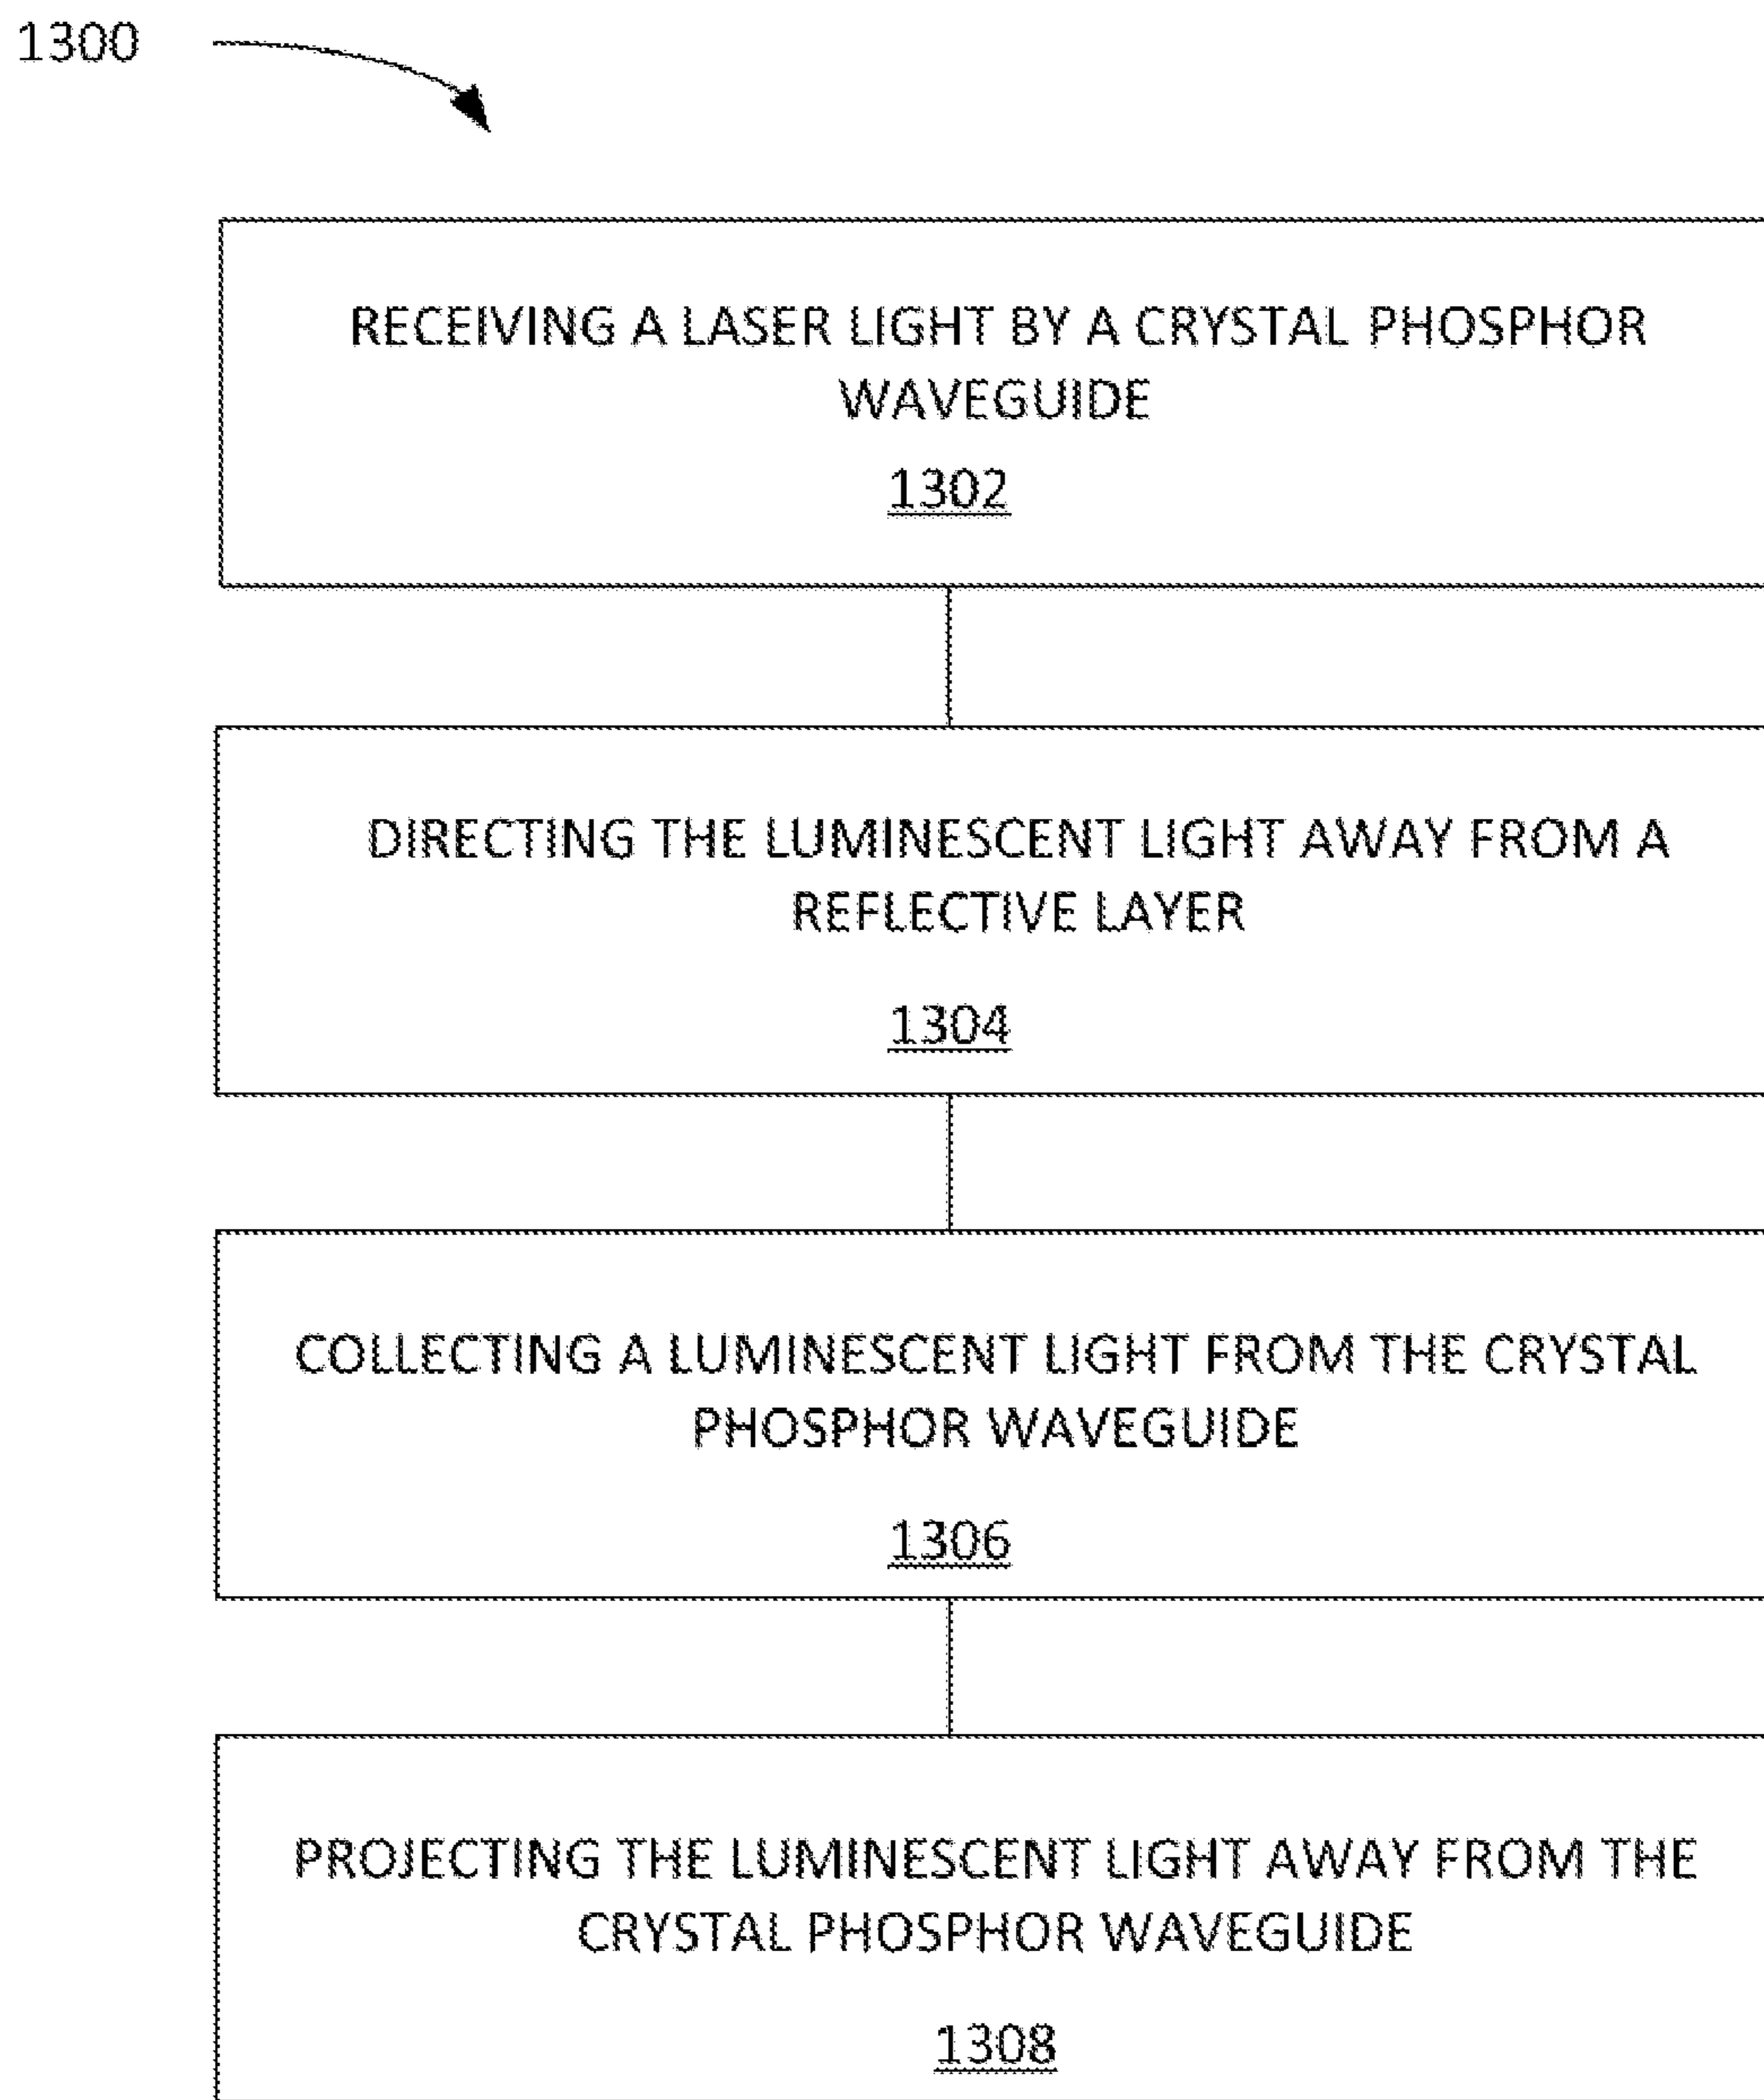 1300
RECEIVING A LASER LIGHT BY A CRYSTAL PHOSPHOR
WAVEGUIDE
1302
DIRECTING THE LUMINESCENT LIGHT AWAY FROM A
REFLECTIVE LAYER
1304
COLLECTING A LUMINESCENT LIGHT FROM THE CRYSTAL
PHOSPHOR WAVEGUIDE
1306
PROJECTING THE LUMINESCENT LIGHT AWAY FROM THE
CRYSTAL PHOSPHOR WAVEGUIDE
1308